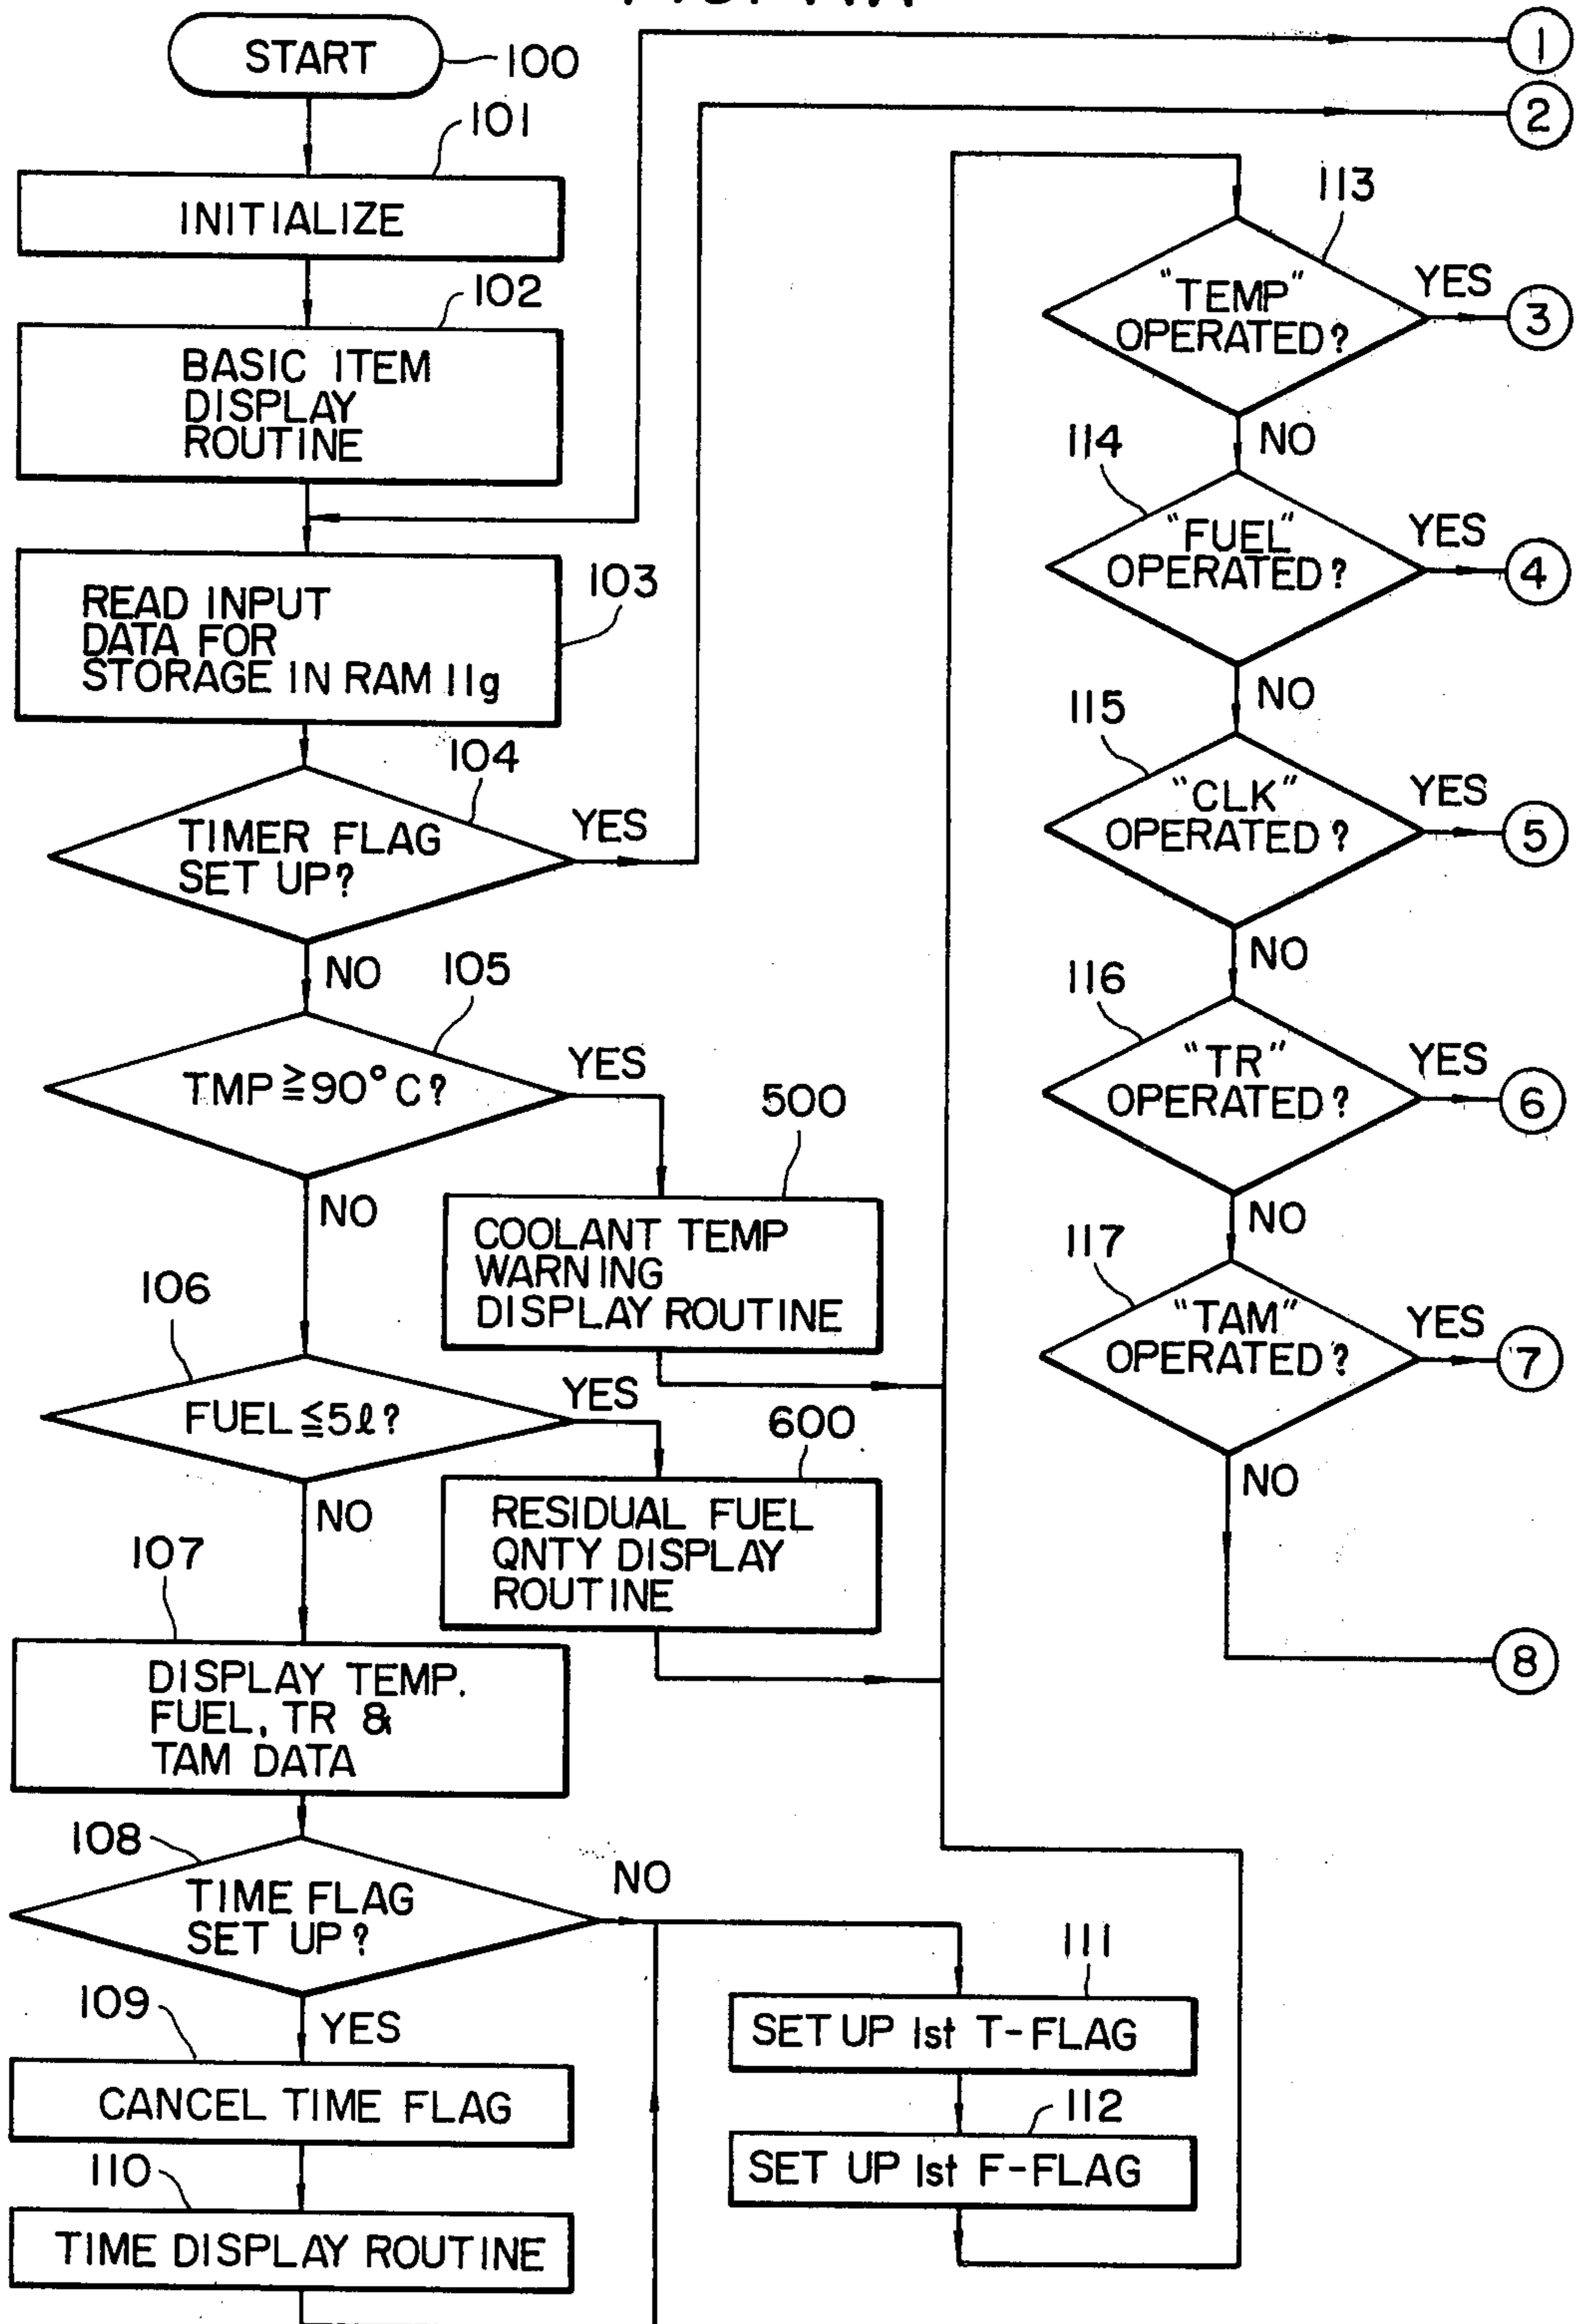 START
100
101
INITIALIZE
102
BASIC ITEM
DISPLAY
ROUTINE
103
READ INPUT
DATA FOR
STORAGE IN RAM 11g
104
TIMER FLAG
SET UP?
YES
NO
105
TMP ≧ 90°C?
YES
NO
500
COOLANT TEMP
WARNING
DISPLAY ROUTINE
106
FUEL ≦ 5ℓ?
YES
NO
600
RESIDUAL FUEL
QNTY DISPLAY
ROUTINE
107
DISPLAY TEMP.
FUEL, TR &
TAM DATA
108
TIME FLAG
SET UP?
NO
YES
109
CANCEL TIME FLAG
110
TIME DISPLAY ROUTINE
111
SET UP 1st T-FLAG
112
SET UP 1st F-FLAG
1
2
113
"TEMP"
OPERATED?
YES
3
NO
114
"FUEL"
OPERATED?
YES
4
NO
115
"CLK"
OPERATED?
YES
5
NO
116
"TR"
OPERATED?
YES
6
NO
117
"TAM"
OPERATED?
YES
7
NO
8